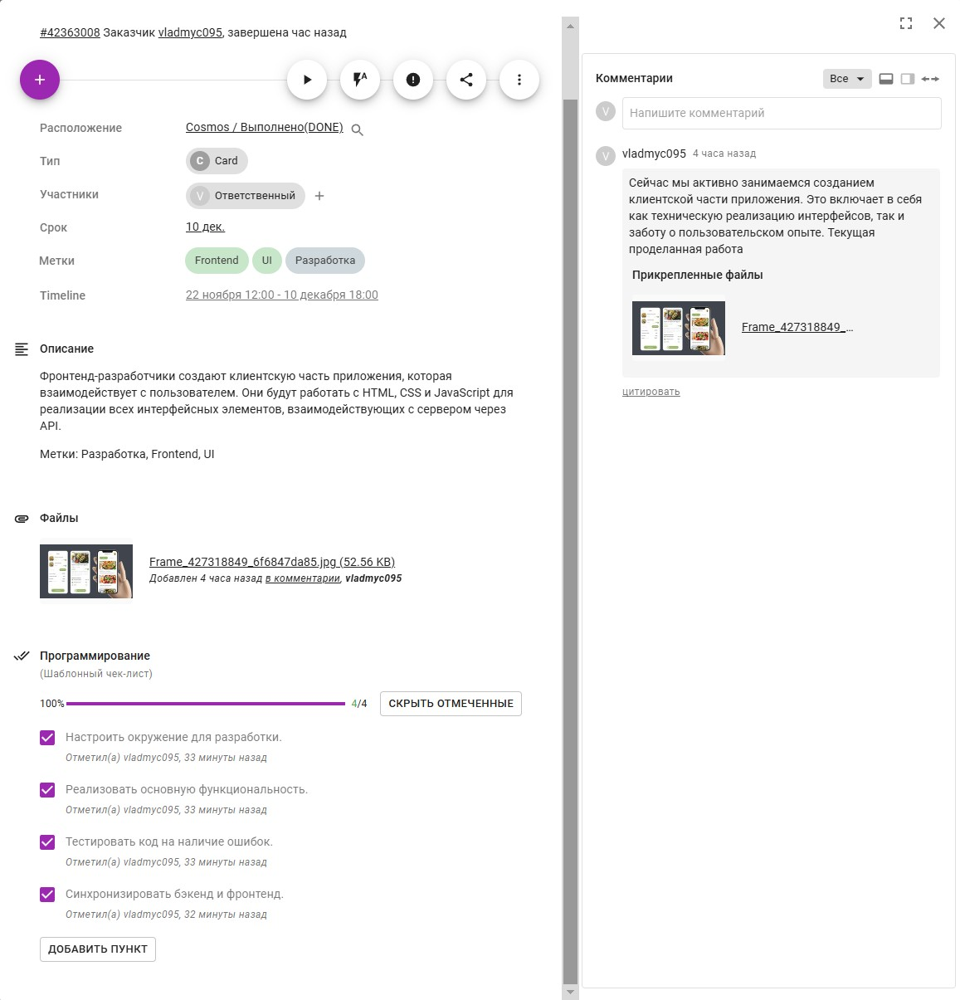 #42363008 Заказчик vladmyc095, завершена час назад
Расположение
Cosmos / Выполнено(DONE)
Тип
C Card
Участники
V Ответственный
Срок
10 дек.
Метки
Frontend UI Разработка
Timeline
22 ноября 12:00 - 10 декабря 18:00
Описание
Фронтенд-разработчики создают клиентскую часть приложения, которая
взаимодействует с пользователем. Они будут работать с HTML, CSS и JavaScript для
реализации всех интерфейсных элементов, взаимодействующих с сервером через
API.
Метки: Разработка, Frontend, UI
Файлы
Frame_427318849_6f6847da85.jpg (52.56 KB)
Добавлен 4 часа назад в комментарии, vladmyc095
Программирование
(Шаблонный чек-лист)
100% 4/4 СКРЫТЬ ОТМЕЧЕННЫЕ
Настроить окружение для разработки.
Отметил(а) vladmyc095, 33 минуты назад
Реализовать основную функциональность.
Отметил(а) vladmyc095, 33 минуты назад
Тестировать код на наличие ошибок.
Отметил(а) vladmyc095, 33 минуты назад
Синхронизировать бэкенд и фронтенд.
Отметил(а) vladmyc095, 32 минуты назад
ДОБАВИТЬ ПУНКТ
Комментарии
Все
V Напишите комментарий
V vladmyc095 4 часа назад
Сейчас мы активно занимаемся созданием
клиентской части приложения. Это включает в себя
как техническую реализацию интерфейсов, так и
заботу о пользовательском опыте. Текущая
проделанная работа
Прикрепленные файлы
Frame_427318849_...
цитировать